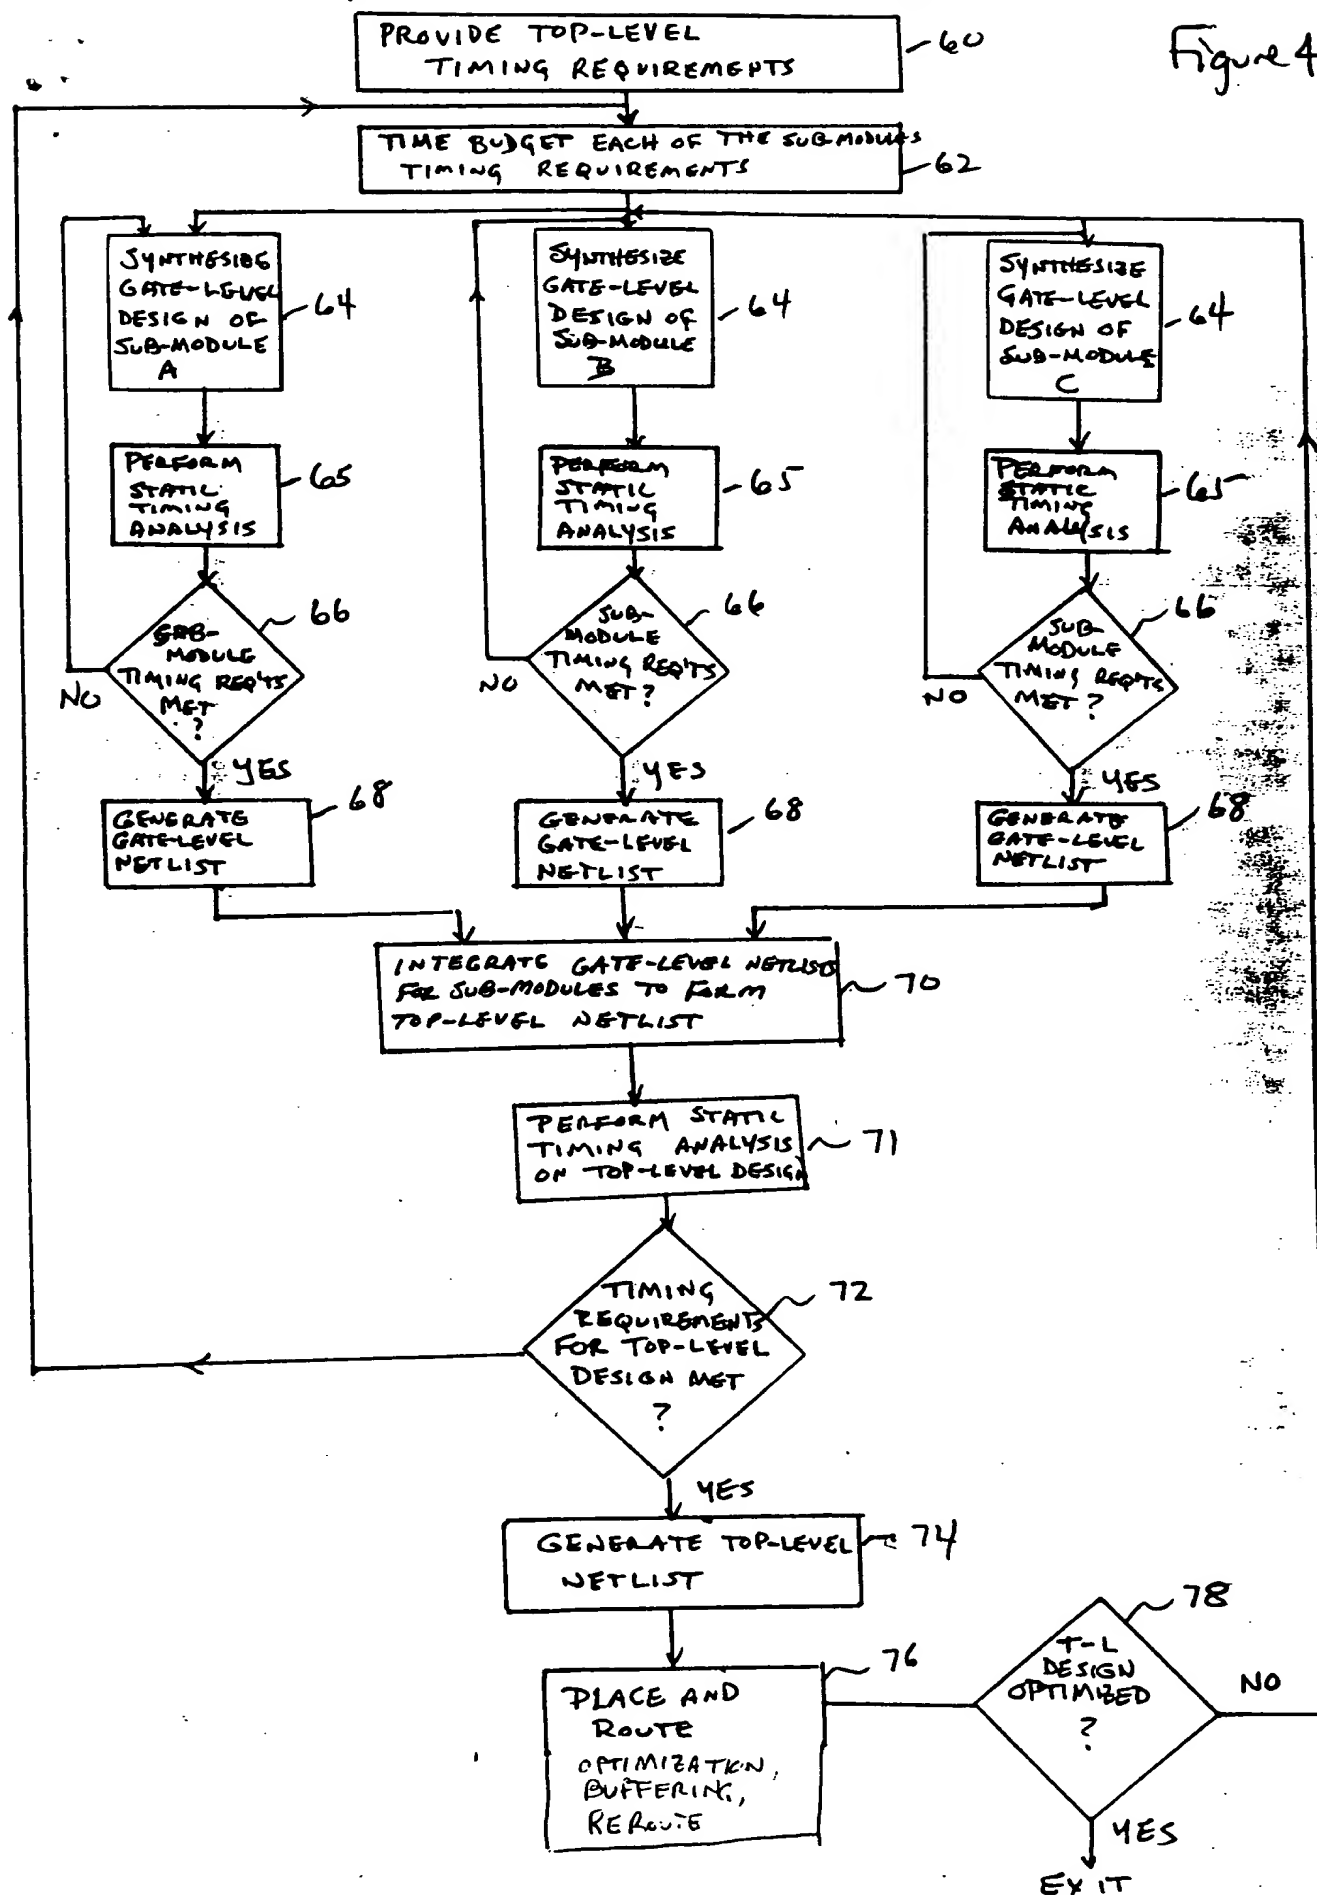 Figure 4
PROVIDE TOP-LEVEL
TIMING REQUIREMENTS
60
TIME BUDGET EACH OF THE SUB-MODULES
TIMING REQUIREMENTS
62
SYNTHESIZE
GATE-LEVEL
DESIGN OF
SUB-MODULE
A
64
SYNTHESIZE
GATE-LEVEL
DESIGN OF
SUB-MODULE
B
64
SYNTHESIZE
GATE-LEVEL
DESIGN OF
SUB-MODULE
C
64
PERFORM
STATIC
TIMING
ANALYSIS
65
PERFORM
STATIC
TIMING
ANALYSIS
65
PERFORM
STATIC
TIMING
ANALYSIS
65
SUB-
MODULE
TIMING REQ'TS
MET
?
66
NO
YES
SUB-
MODULE
TIMING REQ'TS
MET?
66
NO
YES
SUB-
MODULE
TIMING REQ'TS
MET?
66
NO
YES
GENERATE
GATE-LEVEL
NETLIST
68
GENERATE
GATE-LEVEL
NETLIST
68
GENERATE
GATE-LEVEL
NETLIST
68
INTEGRATE GATE-LEVEL NETLISTS
FOR SUB-MODULES TO FORM
TOP-LEVEL NETLIST
70
PERFORM STATIC
TIMING ANALYSIS
ON TOP-LEVEL DESIGN
71
TIMING
REQUIREMENTS
FOR TOP-LEVEL
DESIGN MET
?
72
YES
GENERATE TOP-LEVEL
NETLIST
74
PLACE AND
ROUTE
OPTIMIZATION,
BUFFERING,
REROUTE
76
T-L
DESIGN
OPTIMIZED
?
78
NO
YES
EXIT